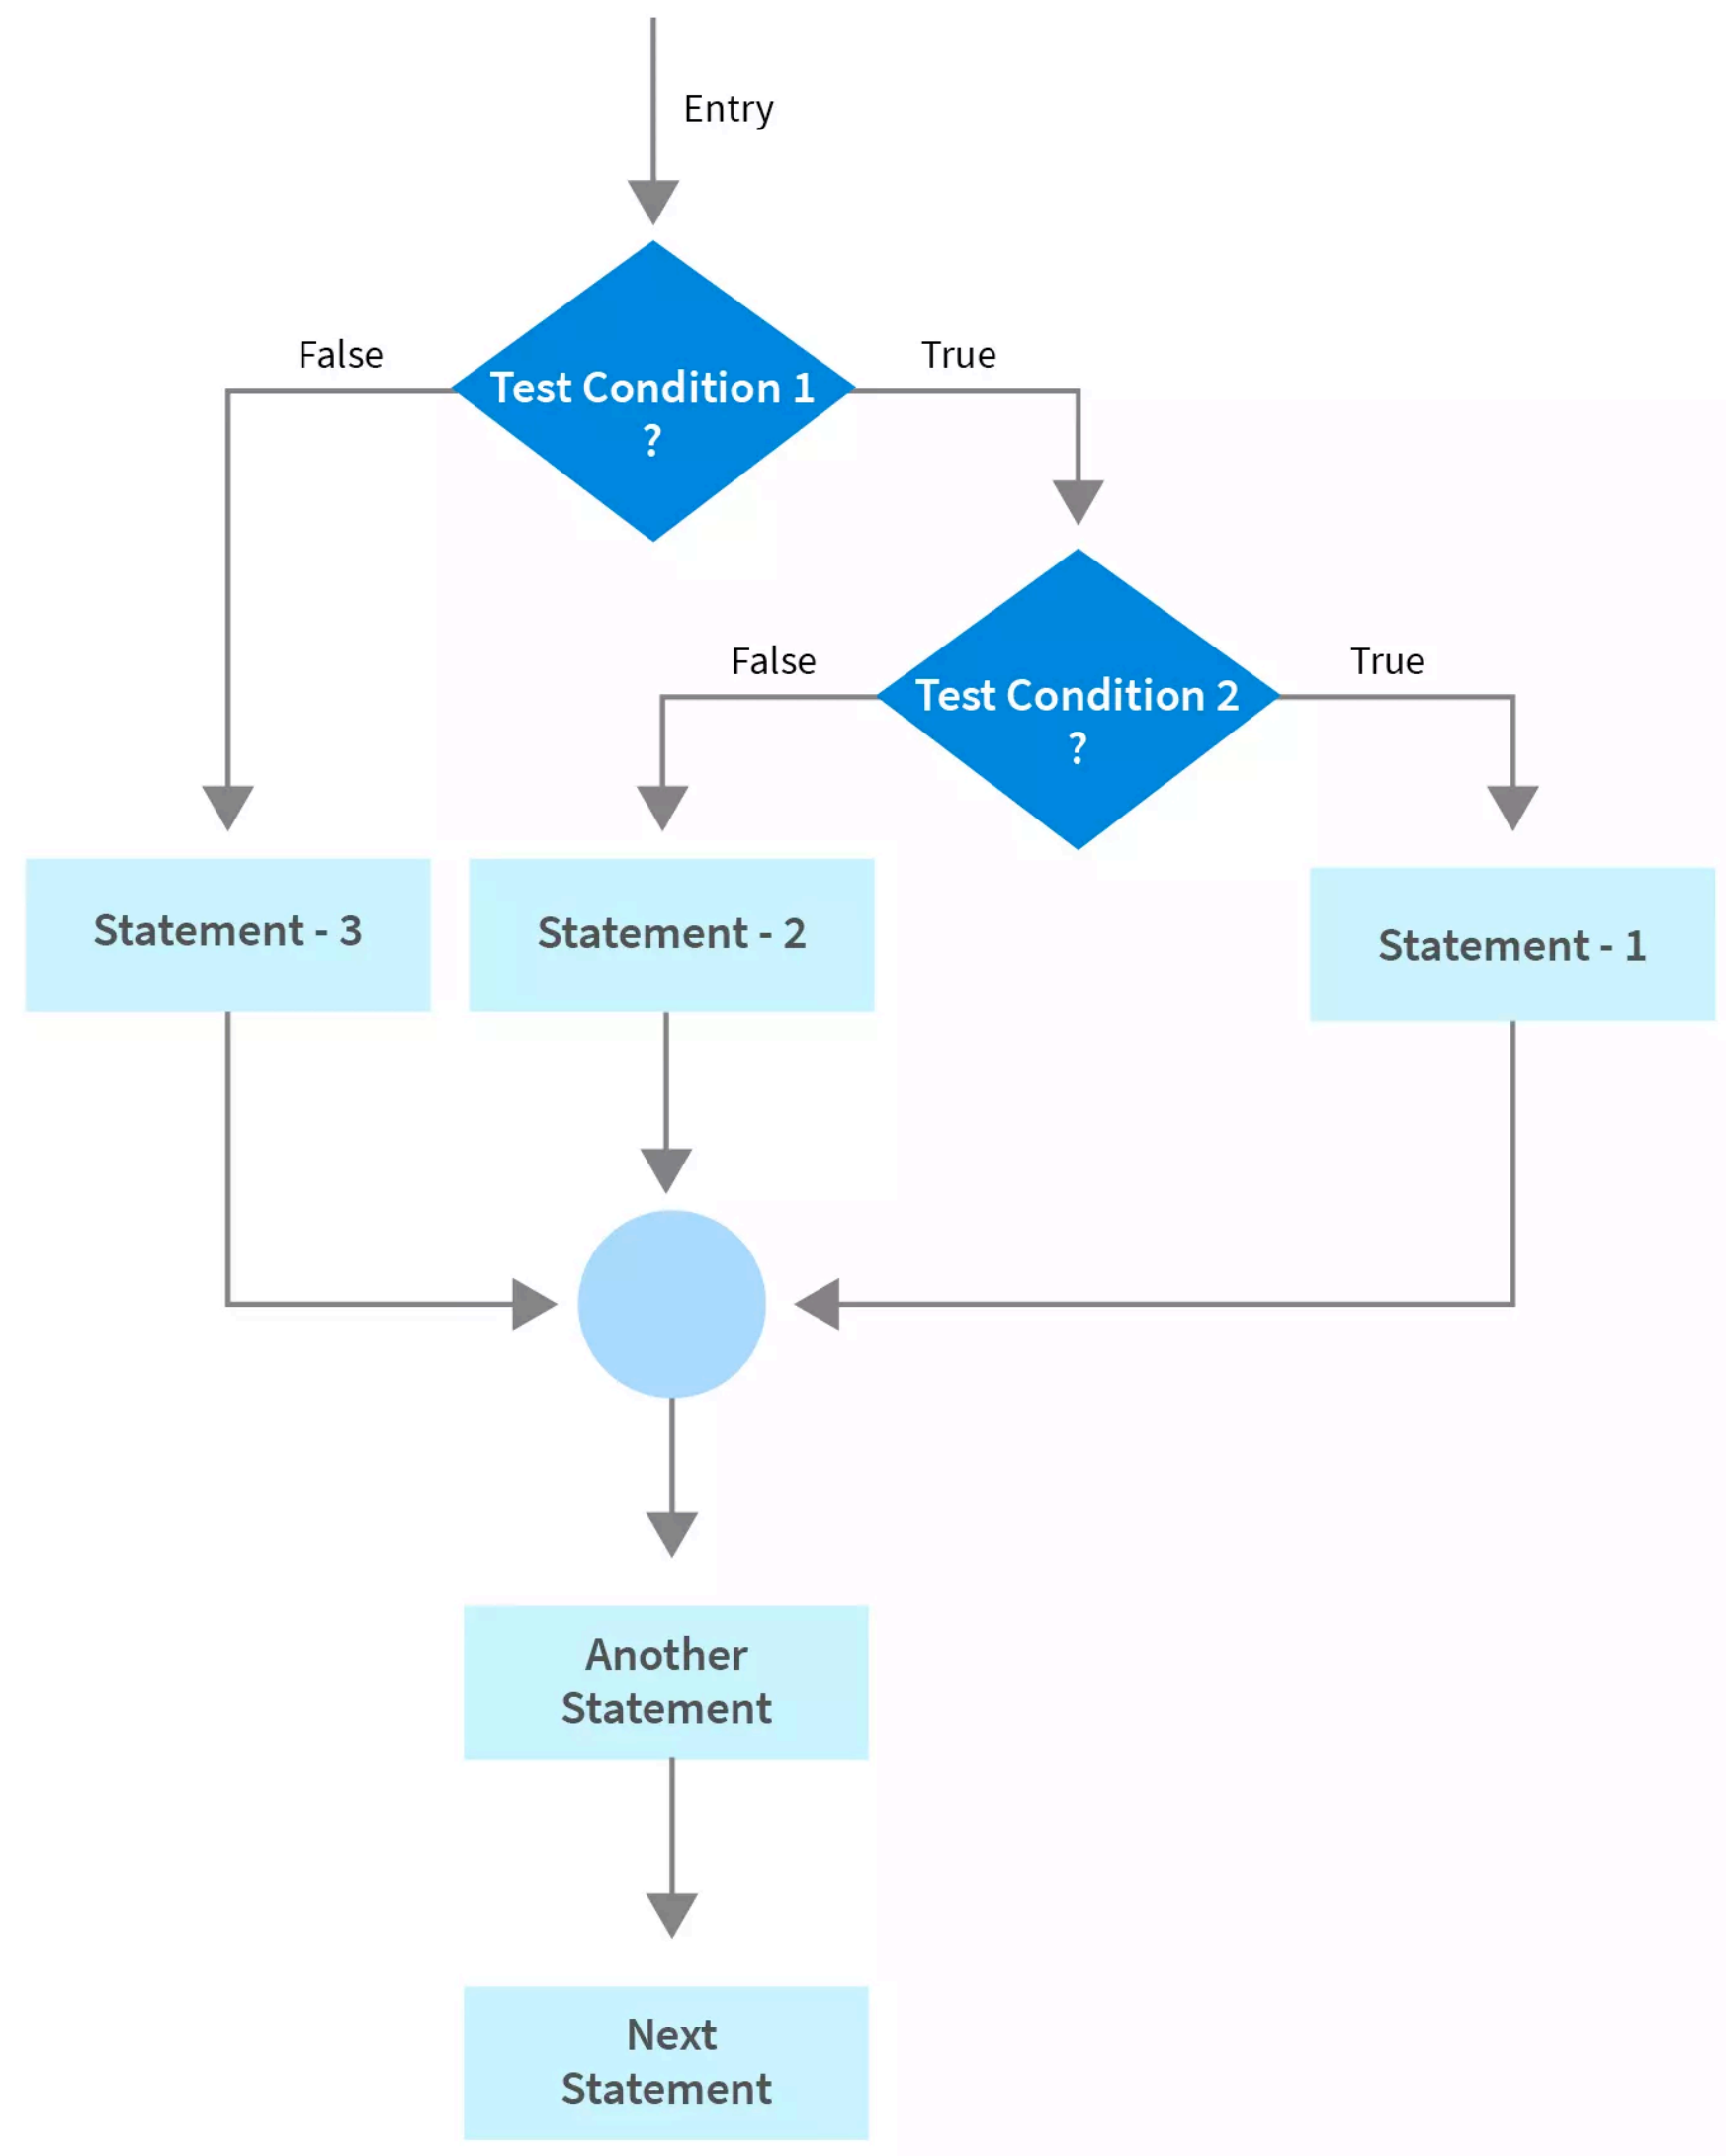 Entry
False
True
Test Condition 1
?
False
True
Test Condition 2
?
Statement - 3
Statement - 2
Statement - 1
Another
Statement
Next
Statement